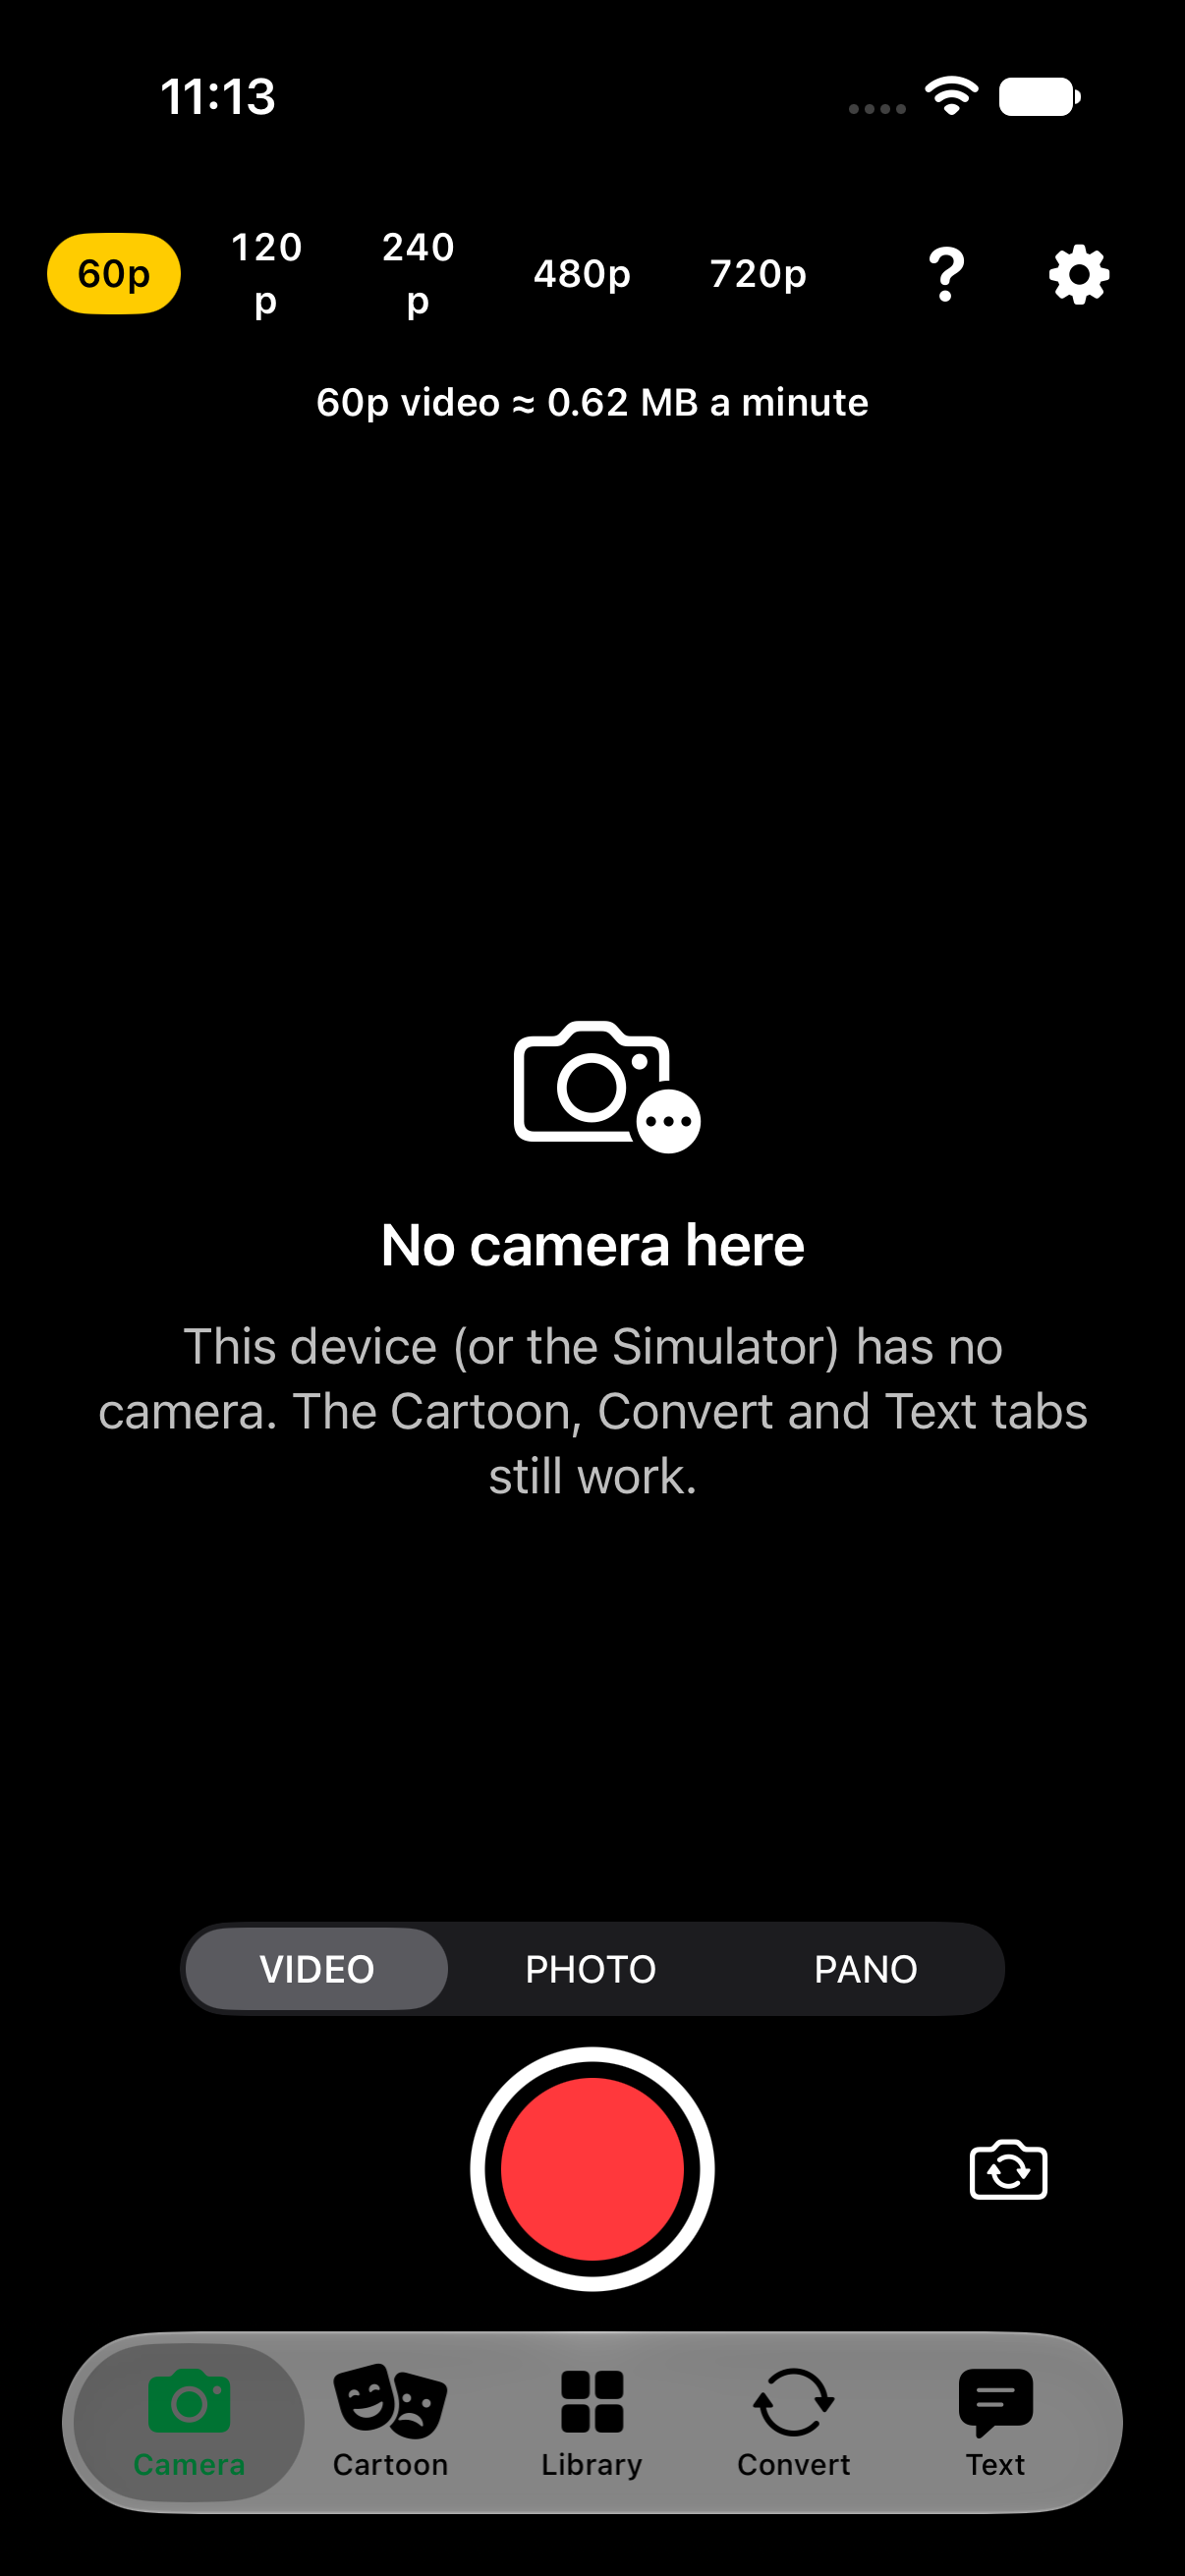 11:13
60p
120
p
240
p
480p
720p
?
60p video ≈ 0.62 MB a minute
No camera here
This device (or the Simulator) has no
camera. The Cartoon, Convert and Text tabs
still work.
VIDEO
PHOTO
PANO
Camera
Cartoon
Library
Convert
Text